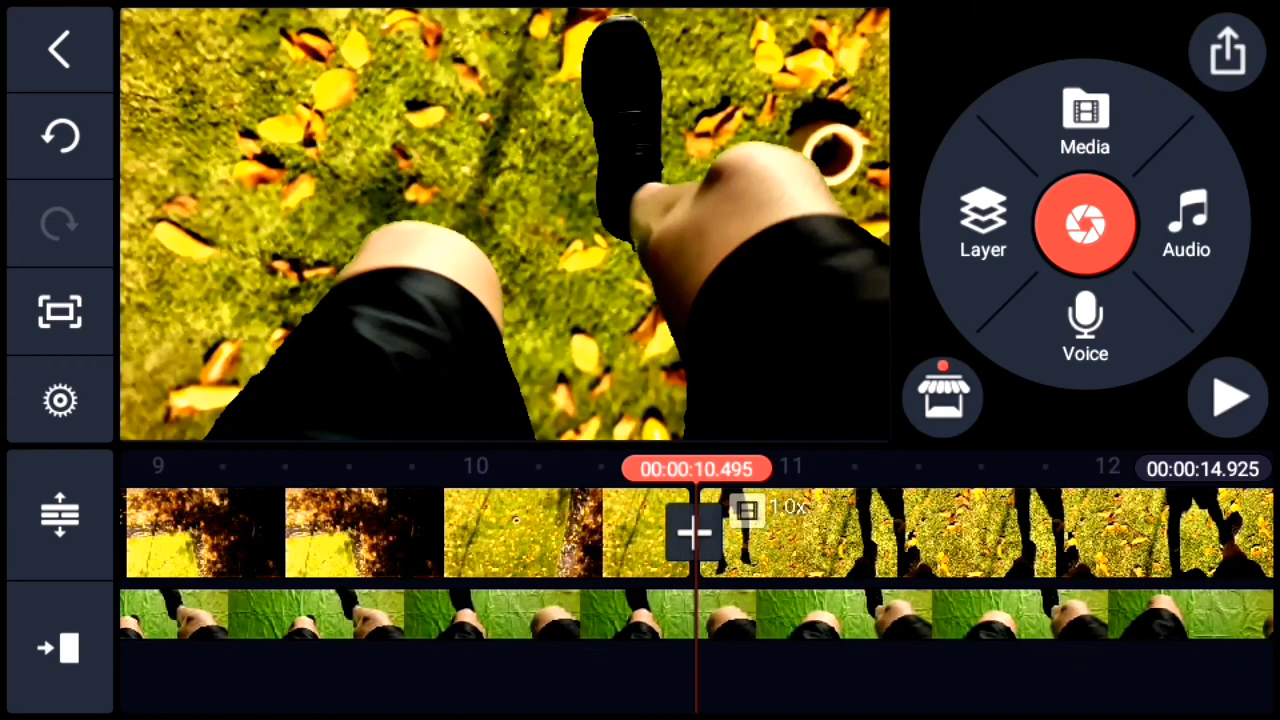 Media
Layer
Audio
Voice
9
10
00:00:10.495
11
12
00:00:14.925
1.0x